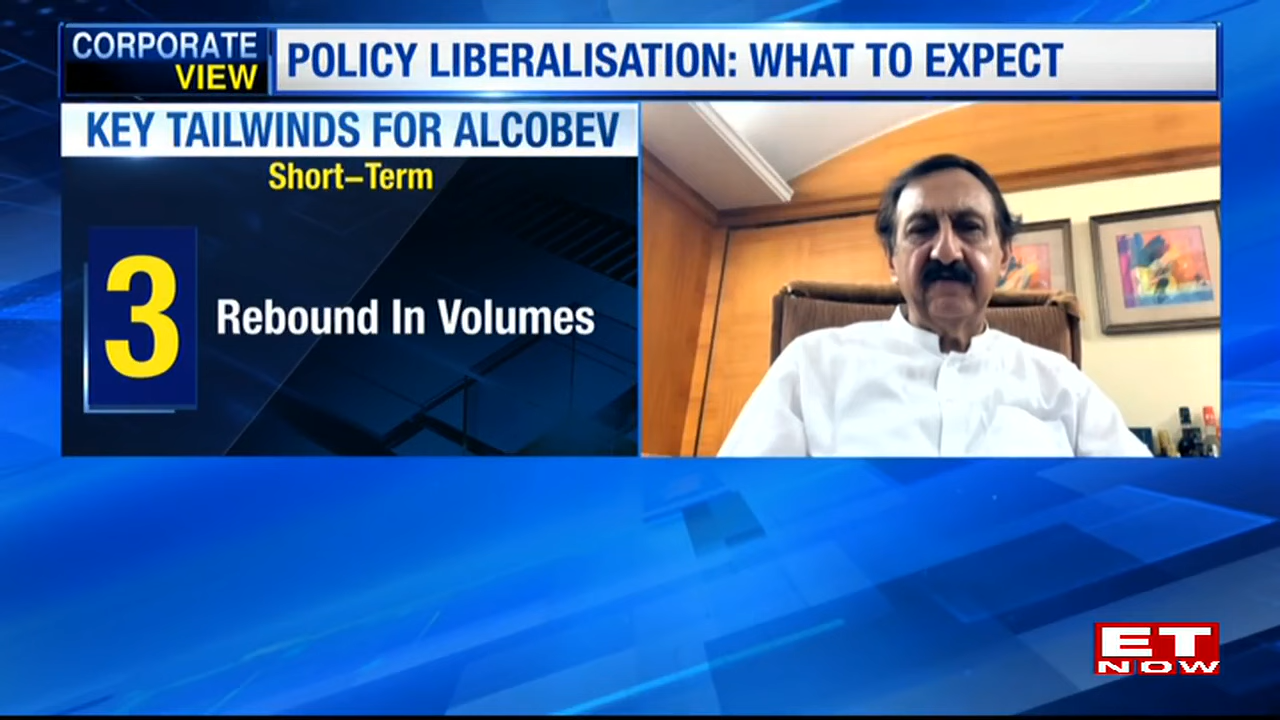 CORPORATE
VIEW
POLICY LIBERALISATION: WHAT TO EXPECT
KEY TAILWINDS FOR ALCOBEV
Short–Term
3
Rebound In Volumes
ET
NOW